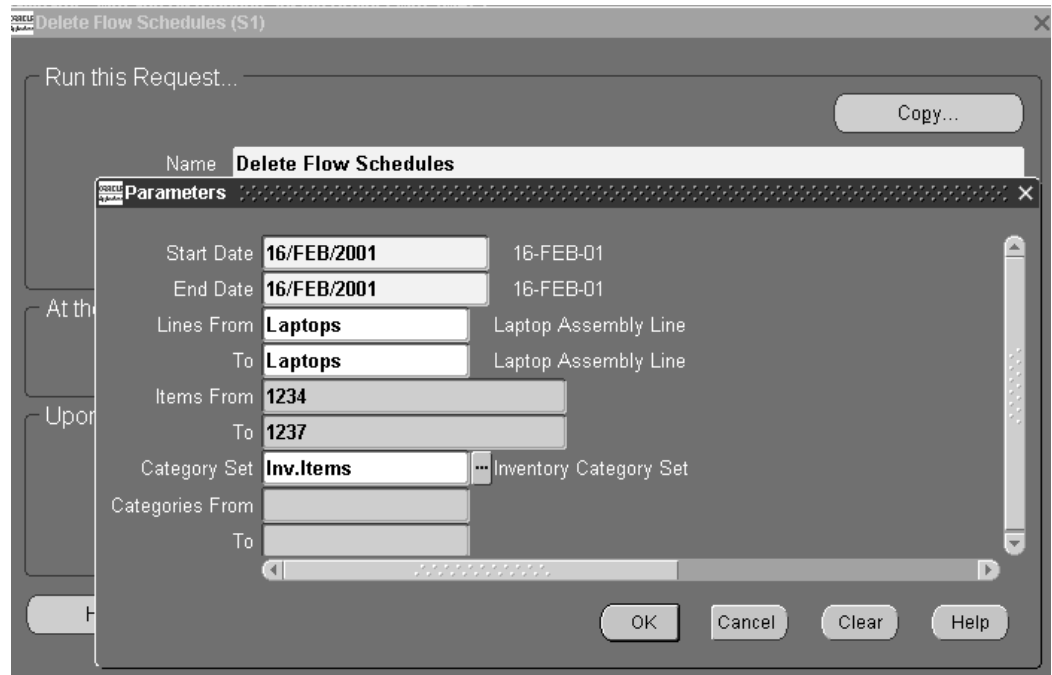 Delete Flow Schedules (S1)
Run this Request...
Copy...
Name Delete Flow Schedules
Parameters
Start Date 16/FEB/2001 16-FEB-01
End Date 16/FEB/2001 16-FEB-01
At th
Lines From Laptops Laptop Assembly Line
To Laptops Laptop Assembly Line
Items From 1234
Upor
To 1237
Category Set Inv.Items ... Inventory Category Set
Categories From
To
H
OK Cancel Clear Help